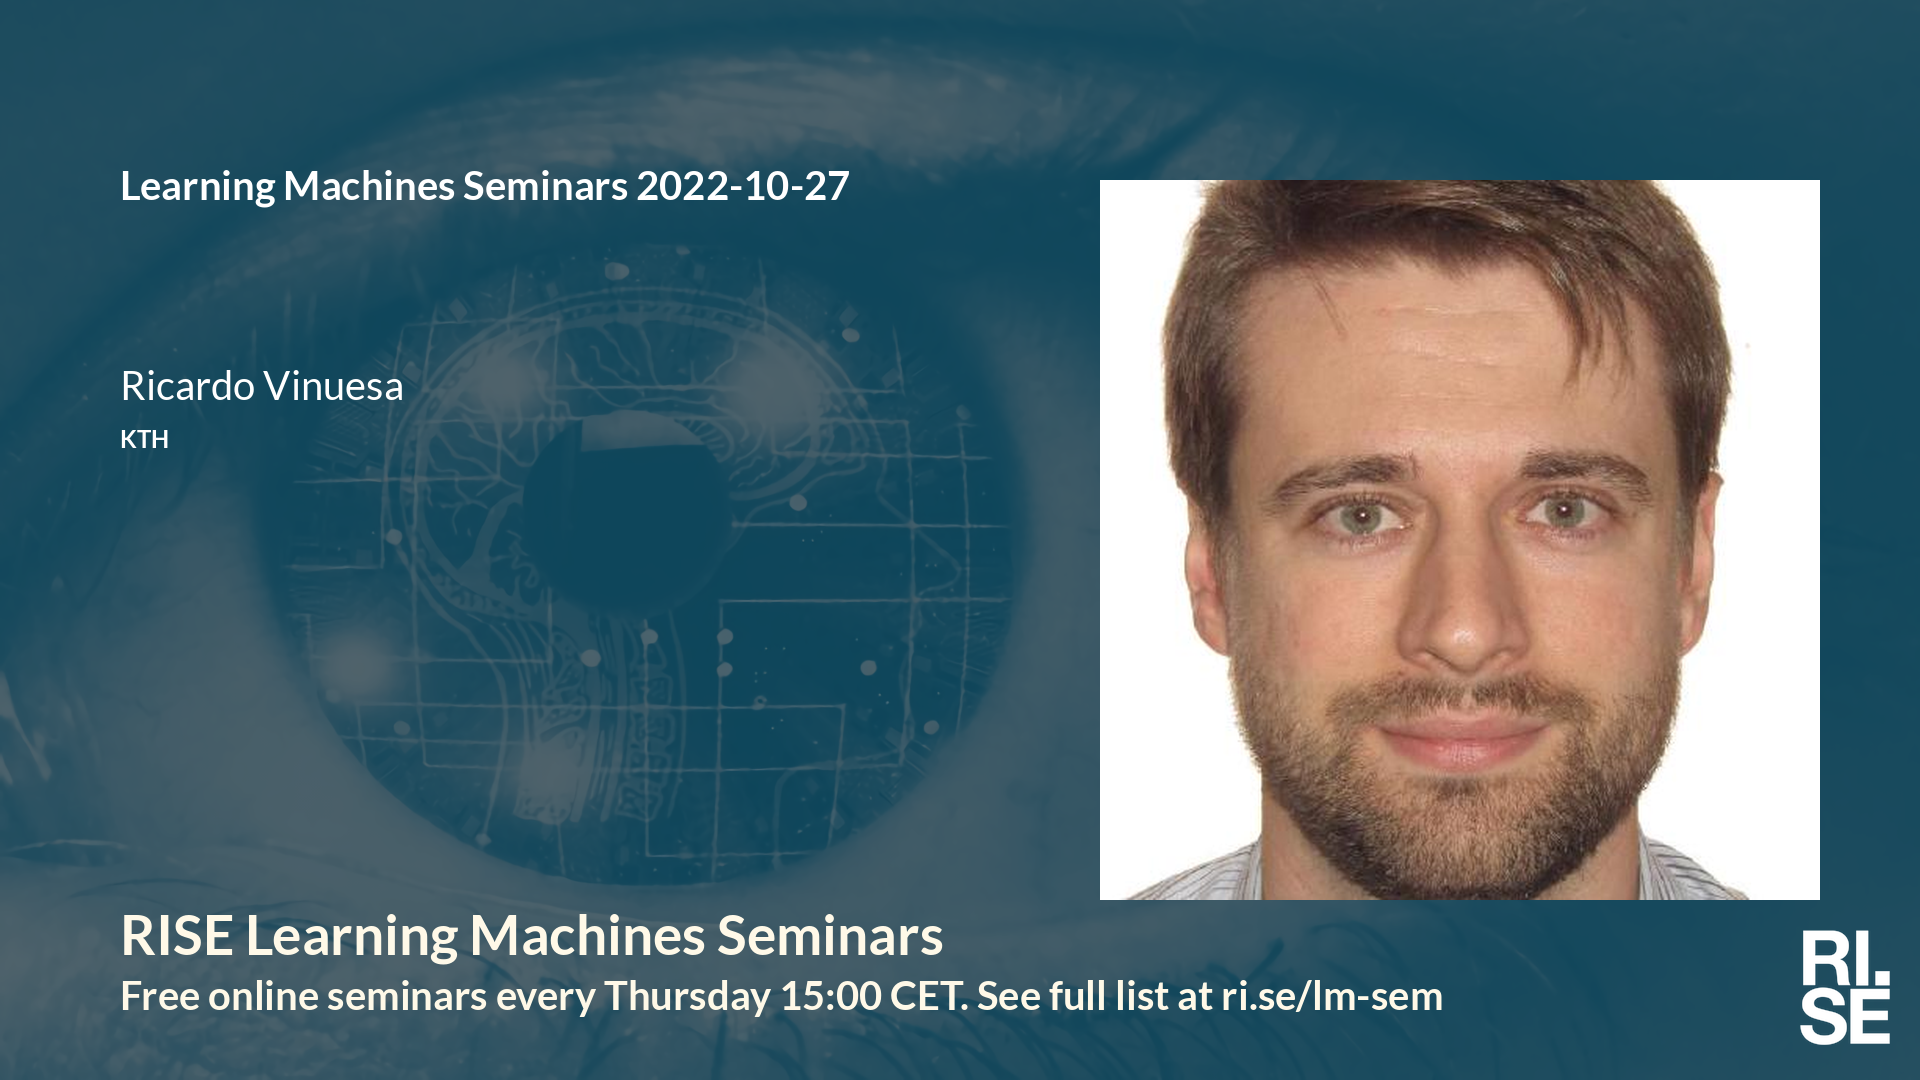 Learning Machines Seminars 2022-10-27
Ricardo Vinuesa
KTH
RISE Learning Machines Seminars
Free online seminars every Thursday 15:00 CET. See full list at ri.se/lm-sem
RI.
SE